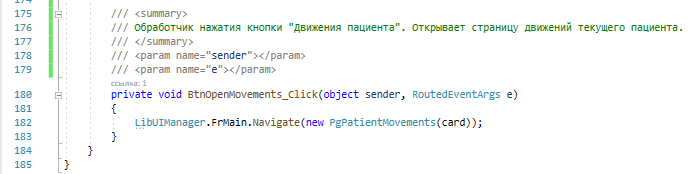 174
175 /// <summary>
176 /// Обработчик нажатия кнопки "Движения пациента". Открывает страницу движений текущего пациента.
177 /// </summary>
178 /// <param name="sender"></param>
179 /// <param name="e"></param>
ссылка: 1
180 private void BtnOpenMovements_Click(object sender, RoutedEventArgs e)
181 {
182 LibUIManager.FrMain.Navigate(new PgPatientMovements(card));
183 }
184 }
185 }